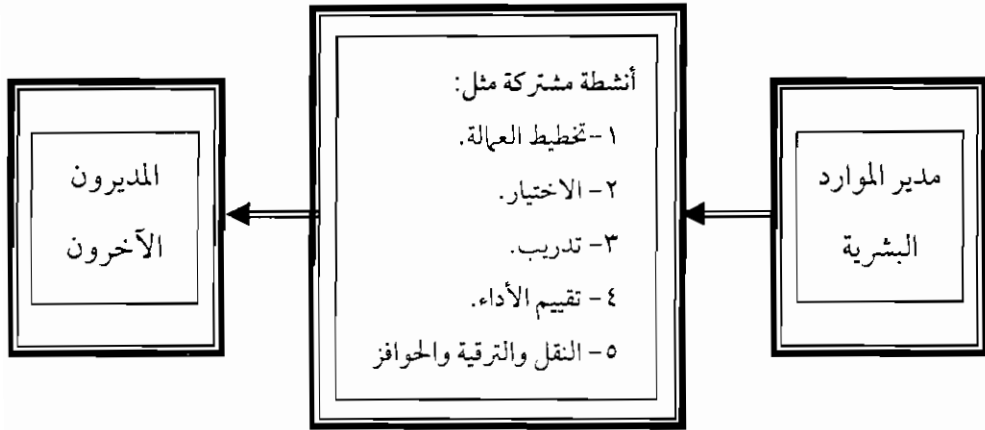 مدير الموارد
البشرية
أنشطة مشتركة مثل:
١- تخطيط العمالة.
٢- الاختيار.
٣- تدريب.
٤- تقييم الأداء.
٥- النقل والترقية والحوافز
المديرون
الآخرون